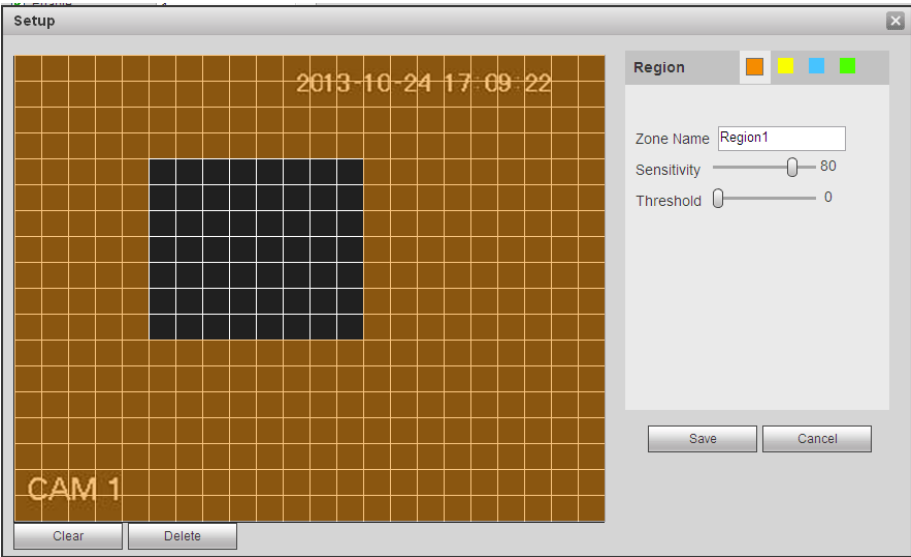 Setup
2013-10-24 17:09:22
CAM 1
Clear
Delete
Region
Zone Name Region1
Sensitivity 80
Threshold 0
Save
Cancel